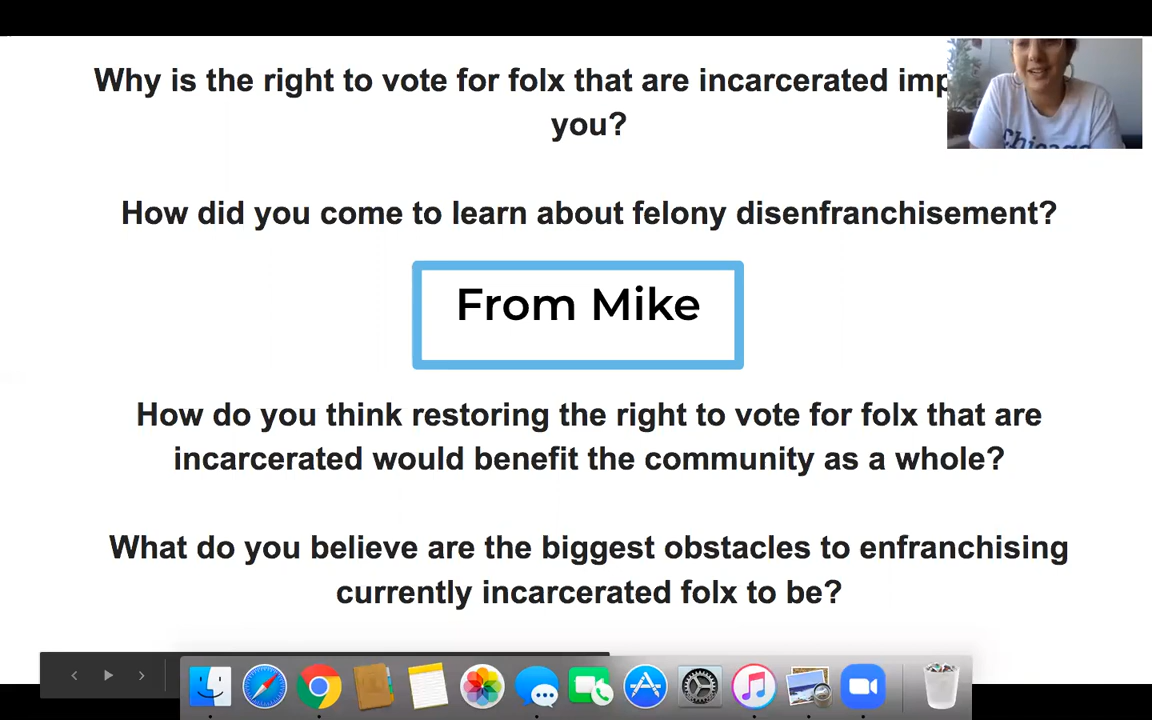 Why is the right to vote for folx that are incarcerated imp
you?
Chicago
How did you come to learn about felony disenfranchisement?
From Mike
How do you think restoring the right to vote for folx that are
incarcerated would benefit the community as a whole?
What do you believe are the biggest obstacles to enfranchising
currently incarcerated folx to be?